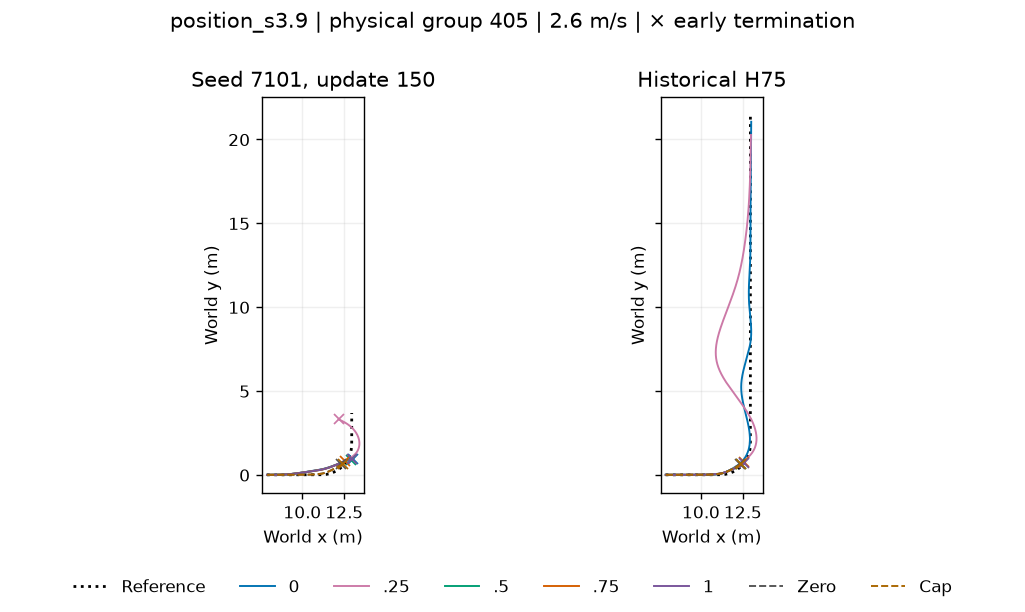 position_s3.9 | physical group 405 | 2.6 m/s | × early termination
Seed 7101, update 150
Historical H75
20
15
10
5
0
World y (m)
World y (m)
10.0 12.5
10.0 12.5
World x (m)
World x (m)
Reference 0 .25 .5 .75 1 Zero Cap